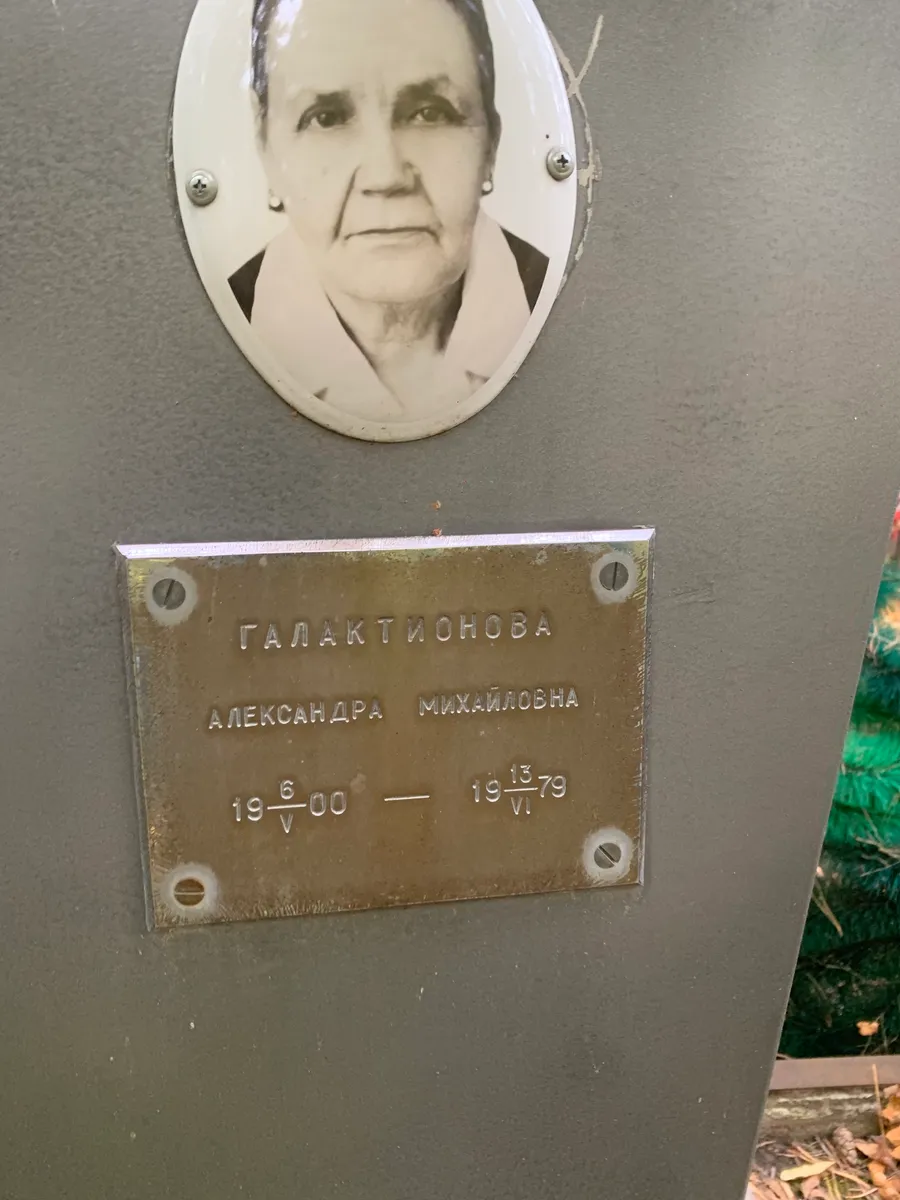 ГАЛАКТИОНОВА
АЛЕКСАНДРА МИХАЙЛОВНА
19 6/V 00 — 19 13/VI 79